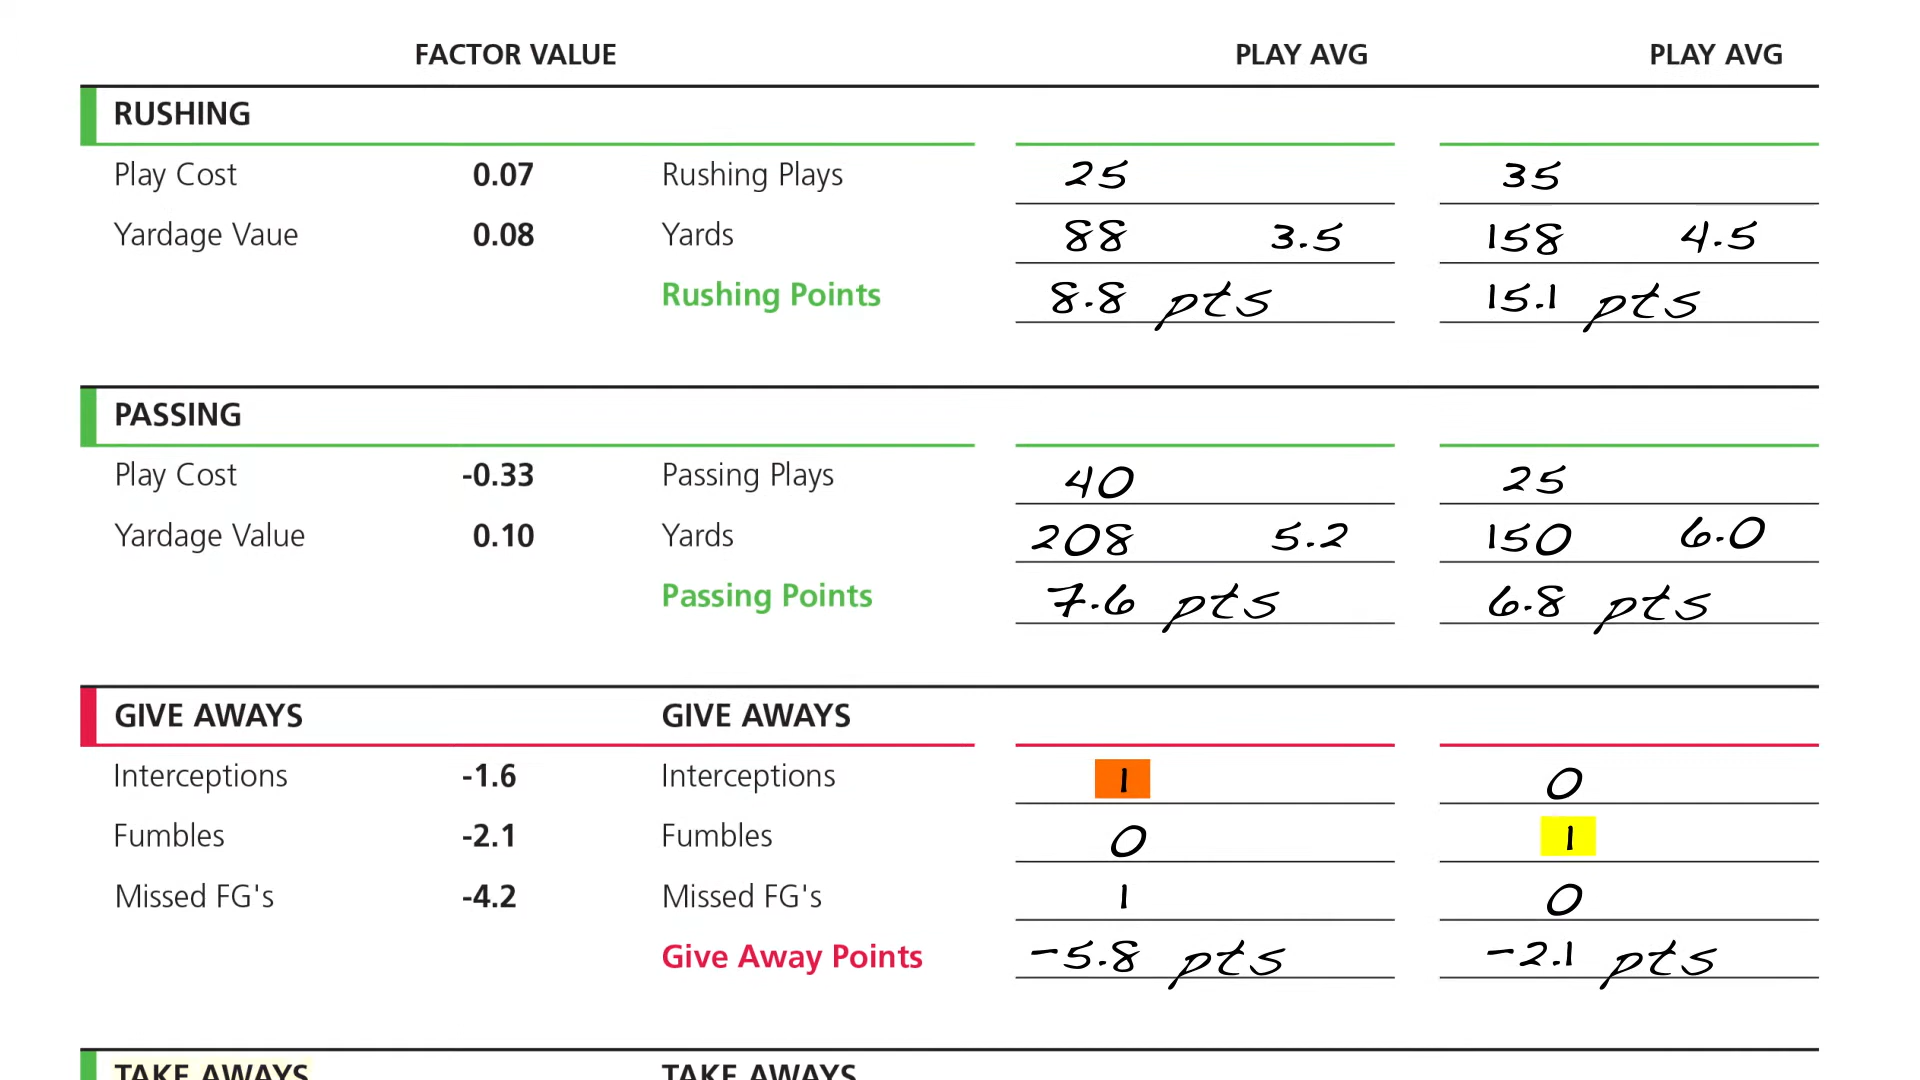 FACTOR VALUE PLAY AVG PLAY AVG
RUSHING
Play Cost 0.07 Rushing Plays 25 35
Yardage Vaue 0.08 Yards 88 3.5 158 4.5
Rushing Points 8.8 pts 15.1 pts
PASSING
Play Cost -0.33 Passing Plays 40 25
Yardage Value 0.10 Yards 208 5.2 150 6.0
Passing Points 7.6 pts 6.8 pts
GIVE AWAYS GIVE AWAYS
Interceptions -1.6 Interceptions 1 0
Fumbles -2.1 Fumbles 0 1
Missed FG's -4.2 Missed FG's 1 0
Give Away Points -5.8 pts -2.1 pts
TAKE AWAYS TAKE AWAYS